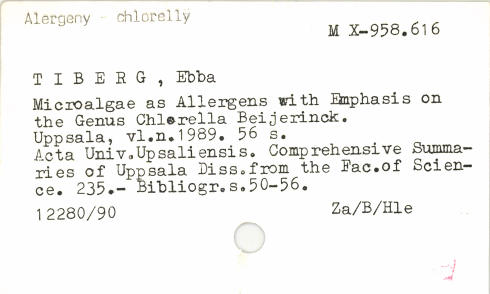 Alergeny - chlorelly
M X-958.616
T I B E R G , Ebba
Microalgae as Allergens with Emphasis on
the Genus Chlorella Beijerinck.
Uppsala, vl.n.1989. 56 s.
Acta Univ.Upsaliensis. Comprehensive Summa-
ries of Uppsala Diss.from the Fac.of Scien-
ce. 235.- Bibliogr.s.50-56.
12280/90 Za/B/Hle